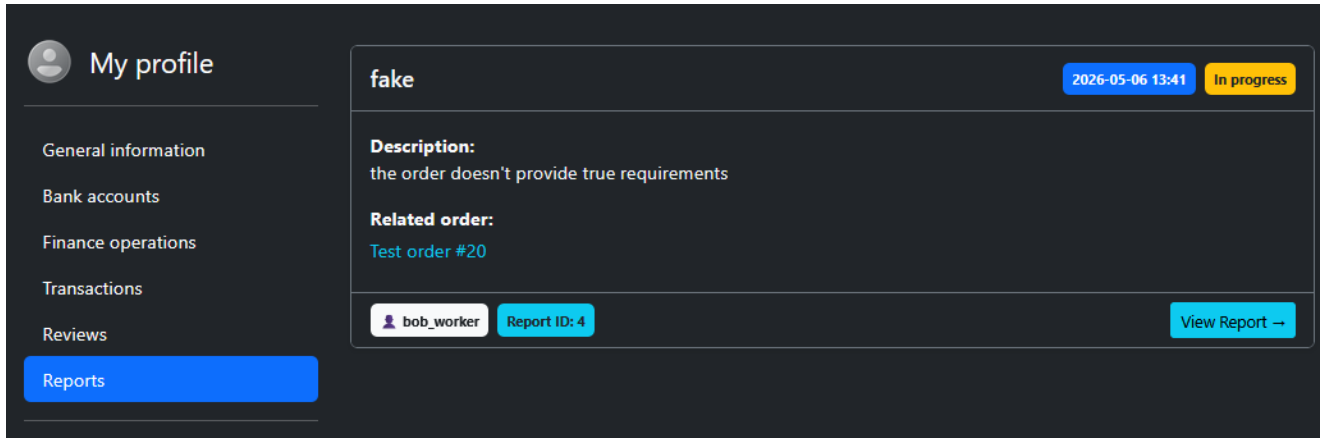 My profile
General information
Bank accounts
Finance operations
Transactions
Reviews
Reports
fake
2026-05-06 13:41
In progress
Description:
the order doesn't provide true requirements
Related order:
Test order #20
bob_worker
Report ID: 4
View Report →